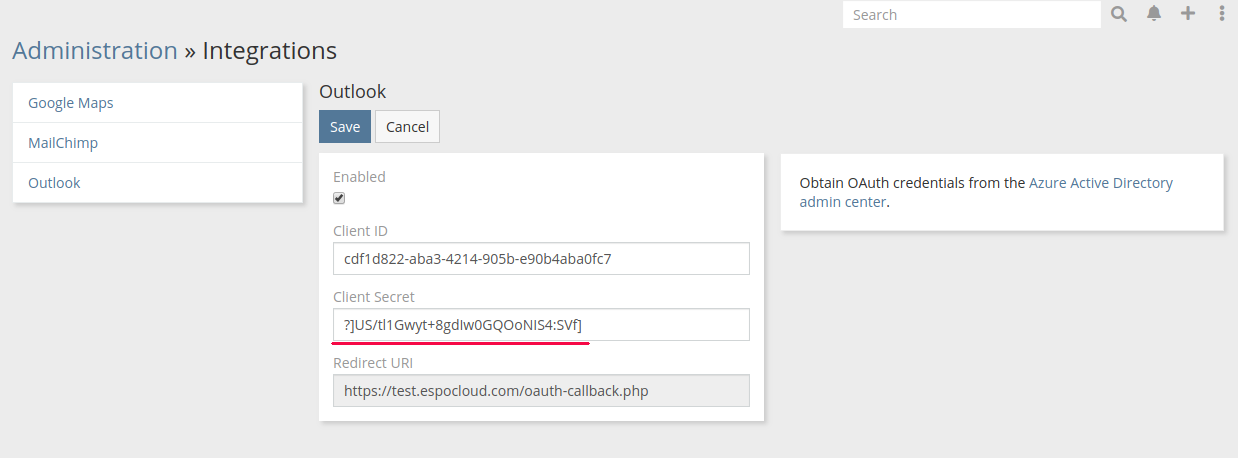 Search
Administration » Integrations
Google Maps
MailChimp
Outlook
Outlook
Save Cancel
Enabled
Client ID
cdf1d822-aba3-4214-905b-e90b4aba0fc7
Client Secret
?]US/tl1Gwyt+8gdIw0GQOoNIS4:SVf]
Redirect URI
https://test.espocloud.com/oauth-callback.php
Obtain OAuth credentials from the Azure Active Directory
admin center.